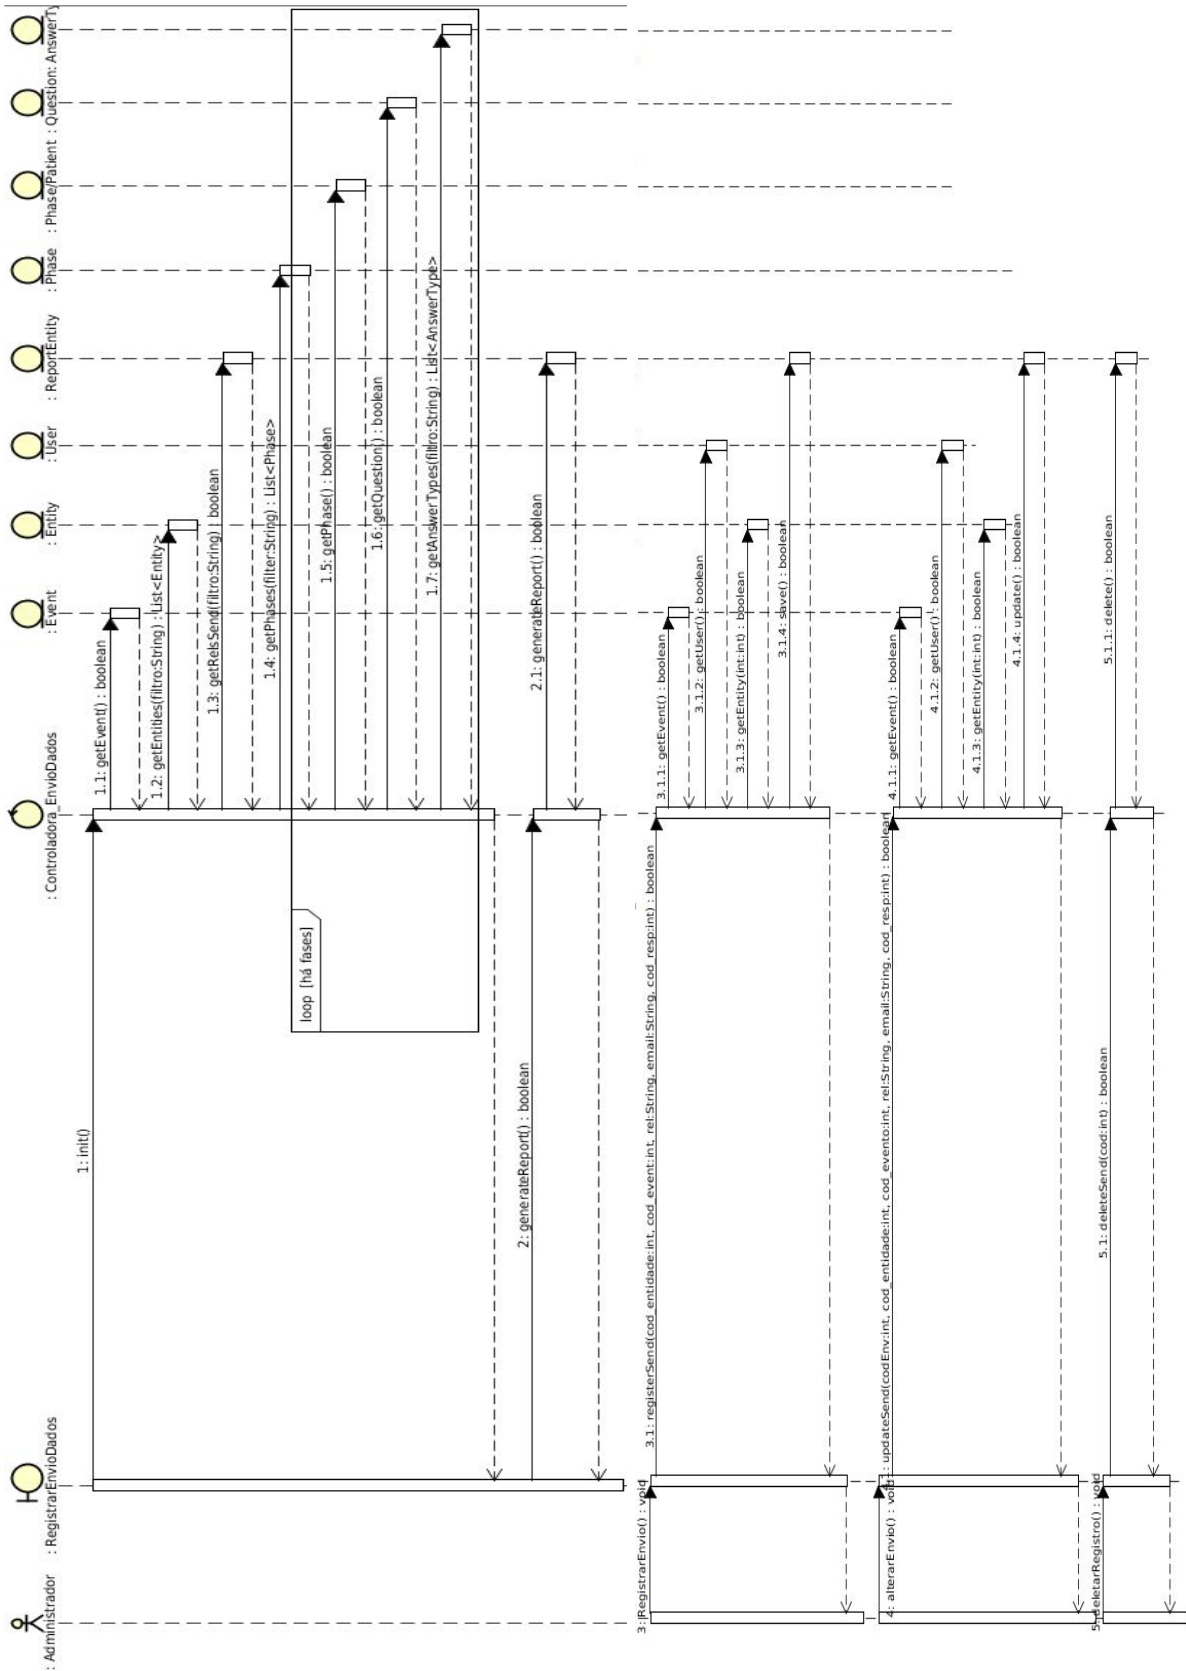 : Administrador
: RegistrarEnvioDados
: Controladora_EnvioDados
: Event
: Entity
: User
: ReportEntity
: Phase
: Phase/Patient
: Question
: AnswerTy
1: init()
1.1: getEvent() : boolean
1.2: getEntities(filtro:String) : List<Entity>
1.3: getRelsSend(filtro:String) : boolean
1.4: getPhases(filter:String) : List<Phase>
loop [há fases]
1.5: getPhase() : boolean
1.6: getQuestion() : boolean
1.7: getAnswerTypes(filtro:String) : List<AnswerType>
2: generateReport() : boolean
2.1: generateReport() : boolean
3: RegistrarEnvio() : void
3.1: registerSend(cod_entidade:int, cod_event:int, rel:String, email:String, cod_resp:int) : boolean
3.1.1: getEvent() : boolean
3.1.2: getUser() : boolean
3.1.3: getEntity(int:int) : boolean
3.1.4: save() : boolean
4: alterarEnvio() : void
: updateSend(codEnv:int, cod_entidade:int, cod_evento:int, rel:String, email:String, cod_resp:int) : boolean
4.1.1: getEvent() : boolean
4.1.2: getUser() : boolean
4.1.3: getEntity(int:int) : boolean
4.1.4: update() : boolean
5: deletarRegistro() : void
5.1: deleteSend(cod:int) : boolean
5.1.1: delete() : boolean